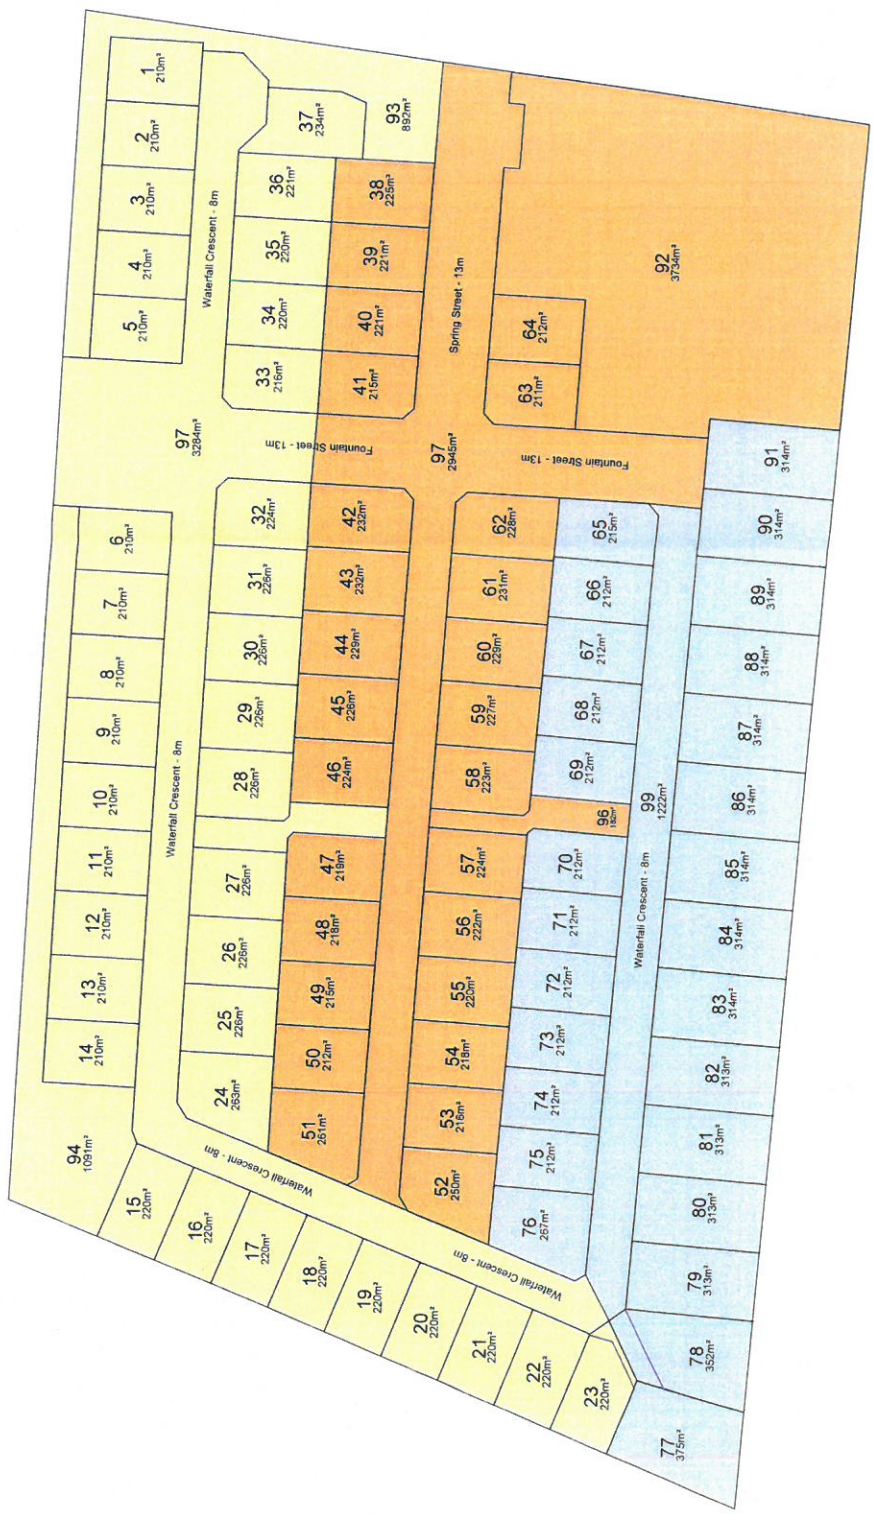 1
210m²
2
210m²
3
210m²
4
210m²
5
210m²
Waterfall Crescent - 8m
37
234m²
93
892m²
36
221m²
35
220m²
34
220m²
33
216m²
38
225m²
39
221m²
40
221m²
41
215m²
Spring Street - 13m
92
3734m²
64
212m²
63
211m²
97
3284m²
Fountain Street - 13m
97
2945m²
Fountain Street - 13m
91
314m²
6
210m²
7
210m²
8
210m²
9
210m²
10
210m²
11
210m²
12
210m²
13
210m²
14
210m²
94
1091m²
Waterfall Crescent - 8m
32
224m²
31
226m²
30
226m²
29
226m²
28
226m²
27
226m²
26
226m²
25
226m²
24
263m²
42
232m²
43
232m²
44
229m²
45
226m²
46
224m²
47
219m²
48
218m²
49
215m²
50
212m²
51
261m²
62
228m²
61
231m²
60
229m²
59
227m²
58
223m²
57
224m²
56
222m²
55
220m²
54
218m²
53
216m²
52
250m²
65
215m²
66
212m²
67
212m²
68
212m²
69
212m²
96
70
212m²
71
212m²
72
212m²
73
212m²
74
212m²
75
212m²
76
267m²
99
1222m²
Waterfall Crescent - 8m
90
314m²
89
314m²
88
314m²
87
314m²
86
314m²
85
314m²
84
314m²
83
314m²
82
313m²
81
313m²
80
313m²
79
313m²
78
352m²
77
375m²
Waterfall Crescent - 8m
Waterfall Crescent - 8m
15
220m²
16
220m²
17
220m²
18
220m²
19
220m²
20
220m²
21
220m²
22
220m²
23
220m²